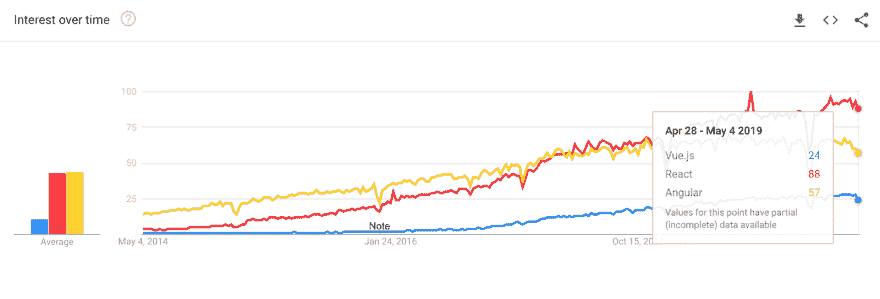 Interest over time ?
100
75
50
25
Note
Average
May 4, 2014
Jan 24, 2016
Oct 15, 20
Apr 28 - May 4 2019
Vue.js 24
React 88
Angular 57
Values for this point have partial
(incomplete) data available